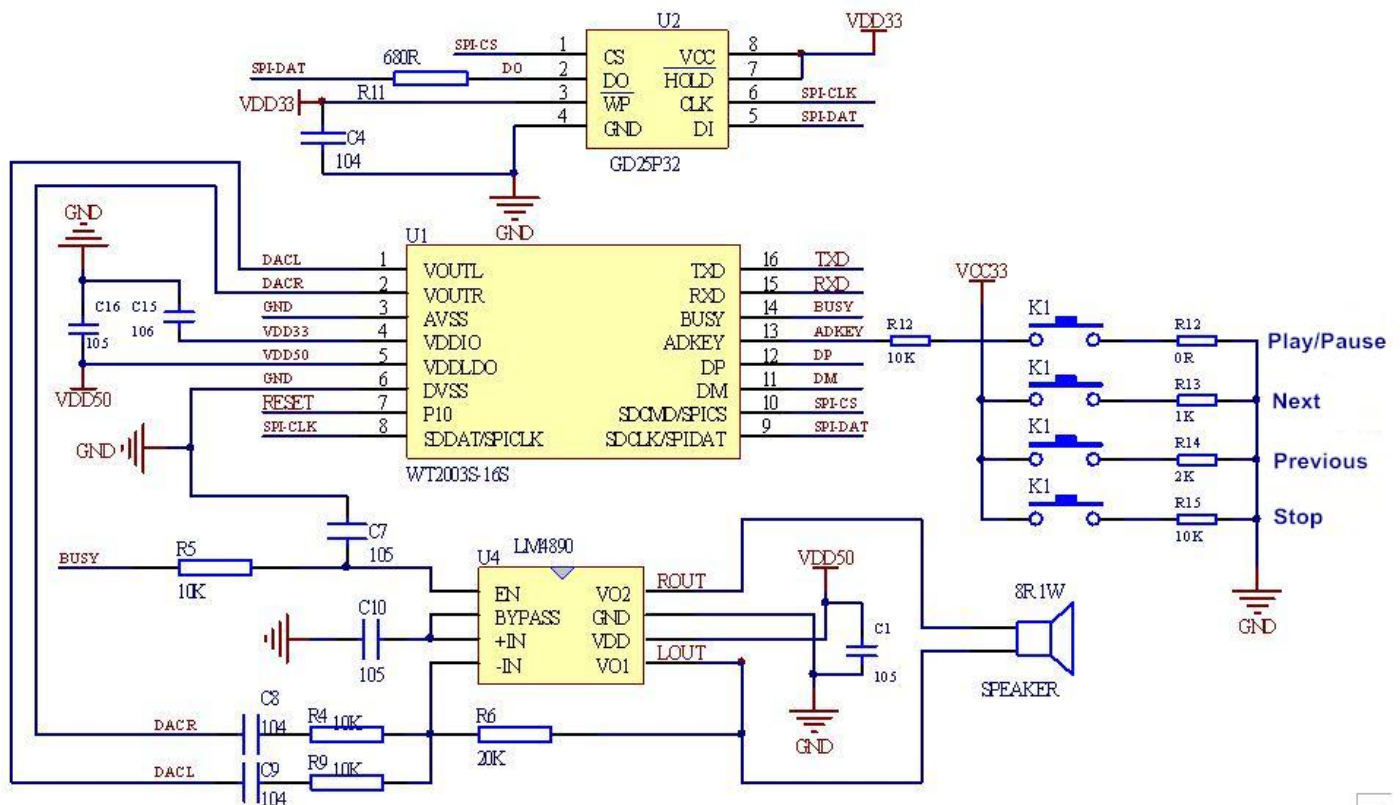 U2
VDD33
SPI-CS 1 CS VCC 8
680R
SPI-DAT DO 2 DO HOLD 7
R11
VDD33 3 WP CLK 6 SPI-CLK
4 GND DI 5 SPI-DAT
C4
104
GD25P32
GND
GND
U1
DACL 1 VOUTL TXD 16 TXD
DACR 2 VOUTR RXD 15 RXD
GND 3 AVSS BUSY 14 BUSY
VDD33 4 VDDIO ADKEY 13 ADKEY
VDD50 5 VDDLDO DP 12 DP
GND 6 DVSS DM 11 DM
RESET 7 P10 SDCMD/SPICS 10 SPI-CS
SPI-CLK 8 SDDAT/SPICLK SDCLK/SPIDAT 9 SPI-DAT
WT2003S-16S
C16
105
C15
106
VDD50
GND
VCC33
R12
10K
K1 R12
0R
Play/Pause
K1 R13
1K
Next
K1 R14
2K
Previous
K1 R15
10K
Stop
GND
C7
105
BUSY R5
10K
U4 LM4890
EN VO2 ROUT
BYPASS GND
+IN VDD
-IN VO1 LOUT
C10
105
VDD50
C1
105
GND
8R1W
SPEAKER
C8
DACR 104 R4 10K
R6
20K
C9
DACL 104 R9 10K